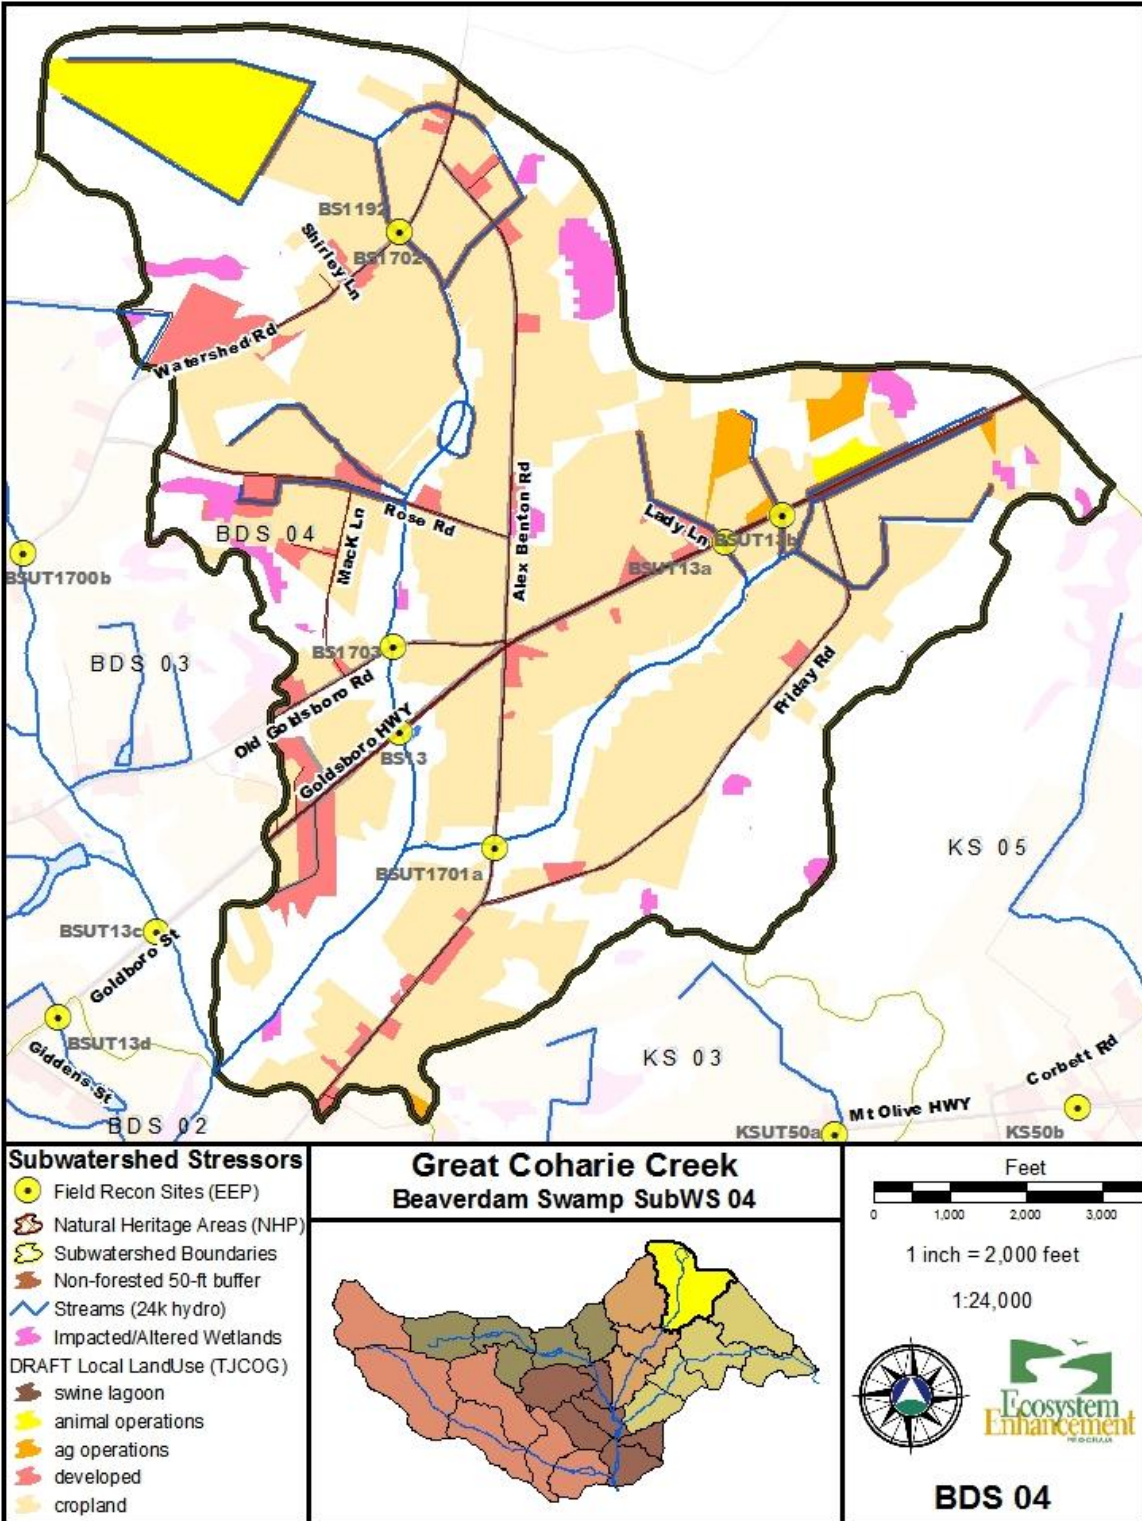 BS1192
BS1702
Shirley Ln
Watershed Rd
Alex Benton Rd
Rose Rd
Mack Ln
BDS 04
Lady Ln
BSUT13b
BSUT13a
BSUT1700b
BDS 03
BS1703
Old Goldsboro Rd
Goldsboro HWY
BS13
Friday Rd
KS 05
BSUT1701a
BSUT13c
Goldboro St
BSUT13d
Giddens St
BDS 02
KS 03
Corbett Rd
Mt Olive HWY
KSUT50a
KS50b
Subwatershed Stressors
Field Recon Sites (EEP)
Natural Heritage Areas (NHP)
Subwatershed Boundaries
Non-forested 50-ft buffer
Streams (24k hydro)
Impacted/Altered Wetlands
DRAFT Local LandUse (TJCOG)
swine lagoon
animal operations
ag operations
developed
cropland
Great Coharie Creek
Beaverdam Swamp SubWS 04
Feet
0 1,000 2,000 3,000
1 inch = 2,000 feet
1:24,000
Ecosystem
Enhancement
PROGRAM
BDS 04